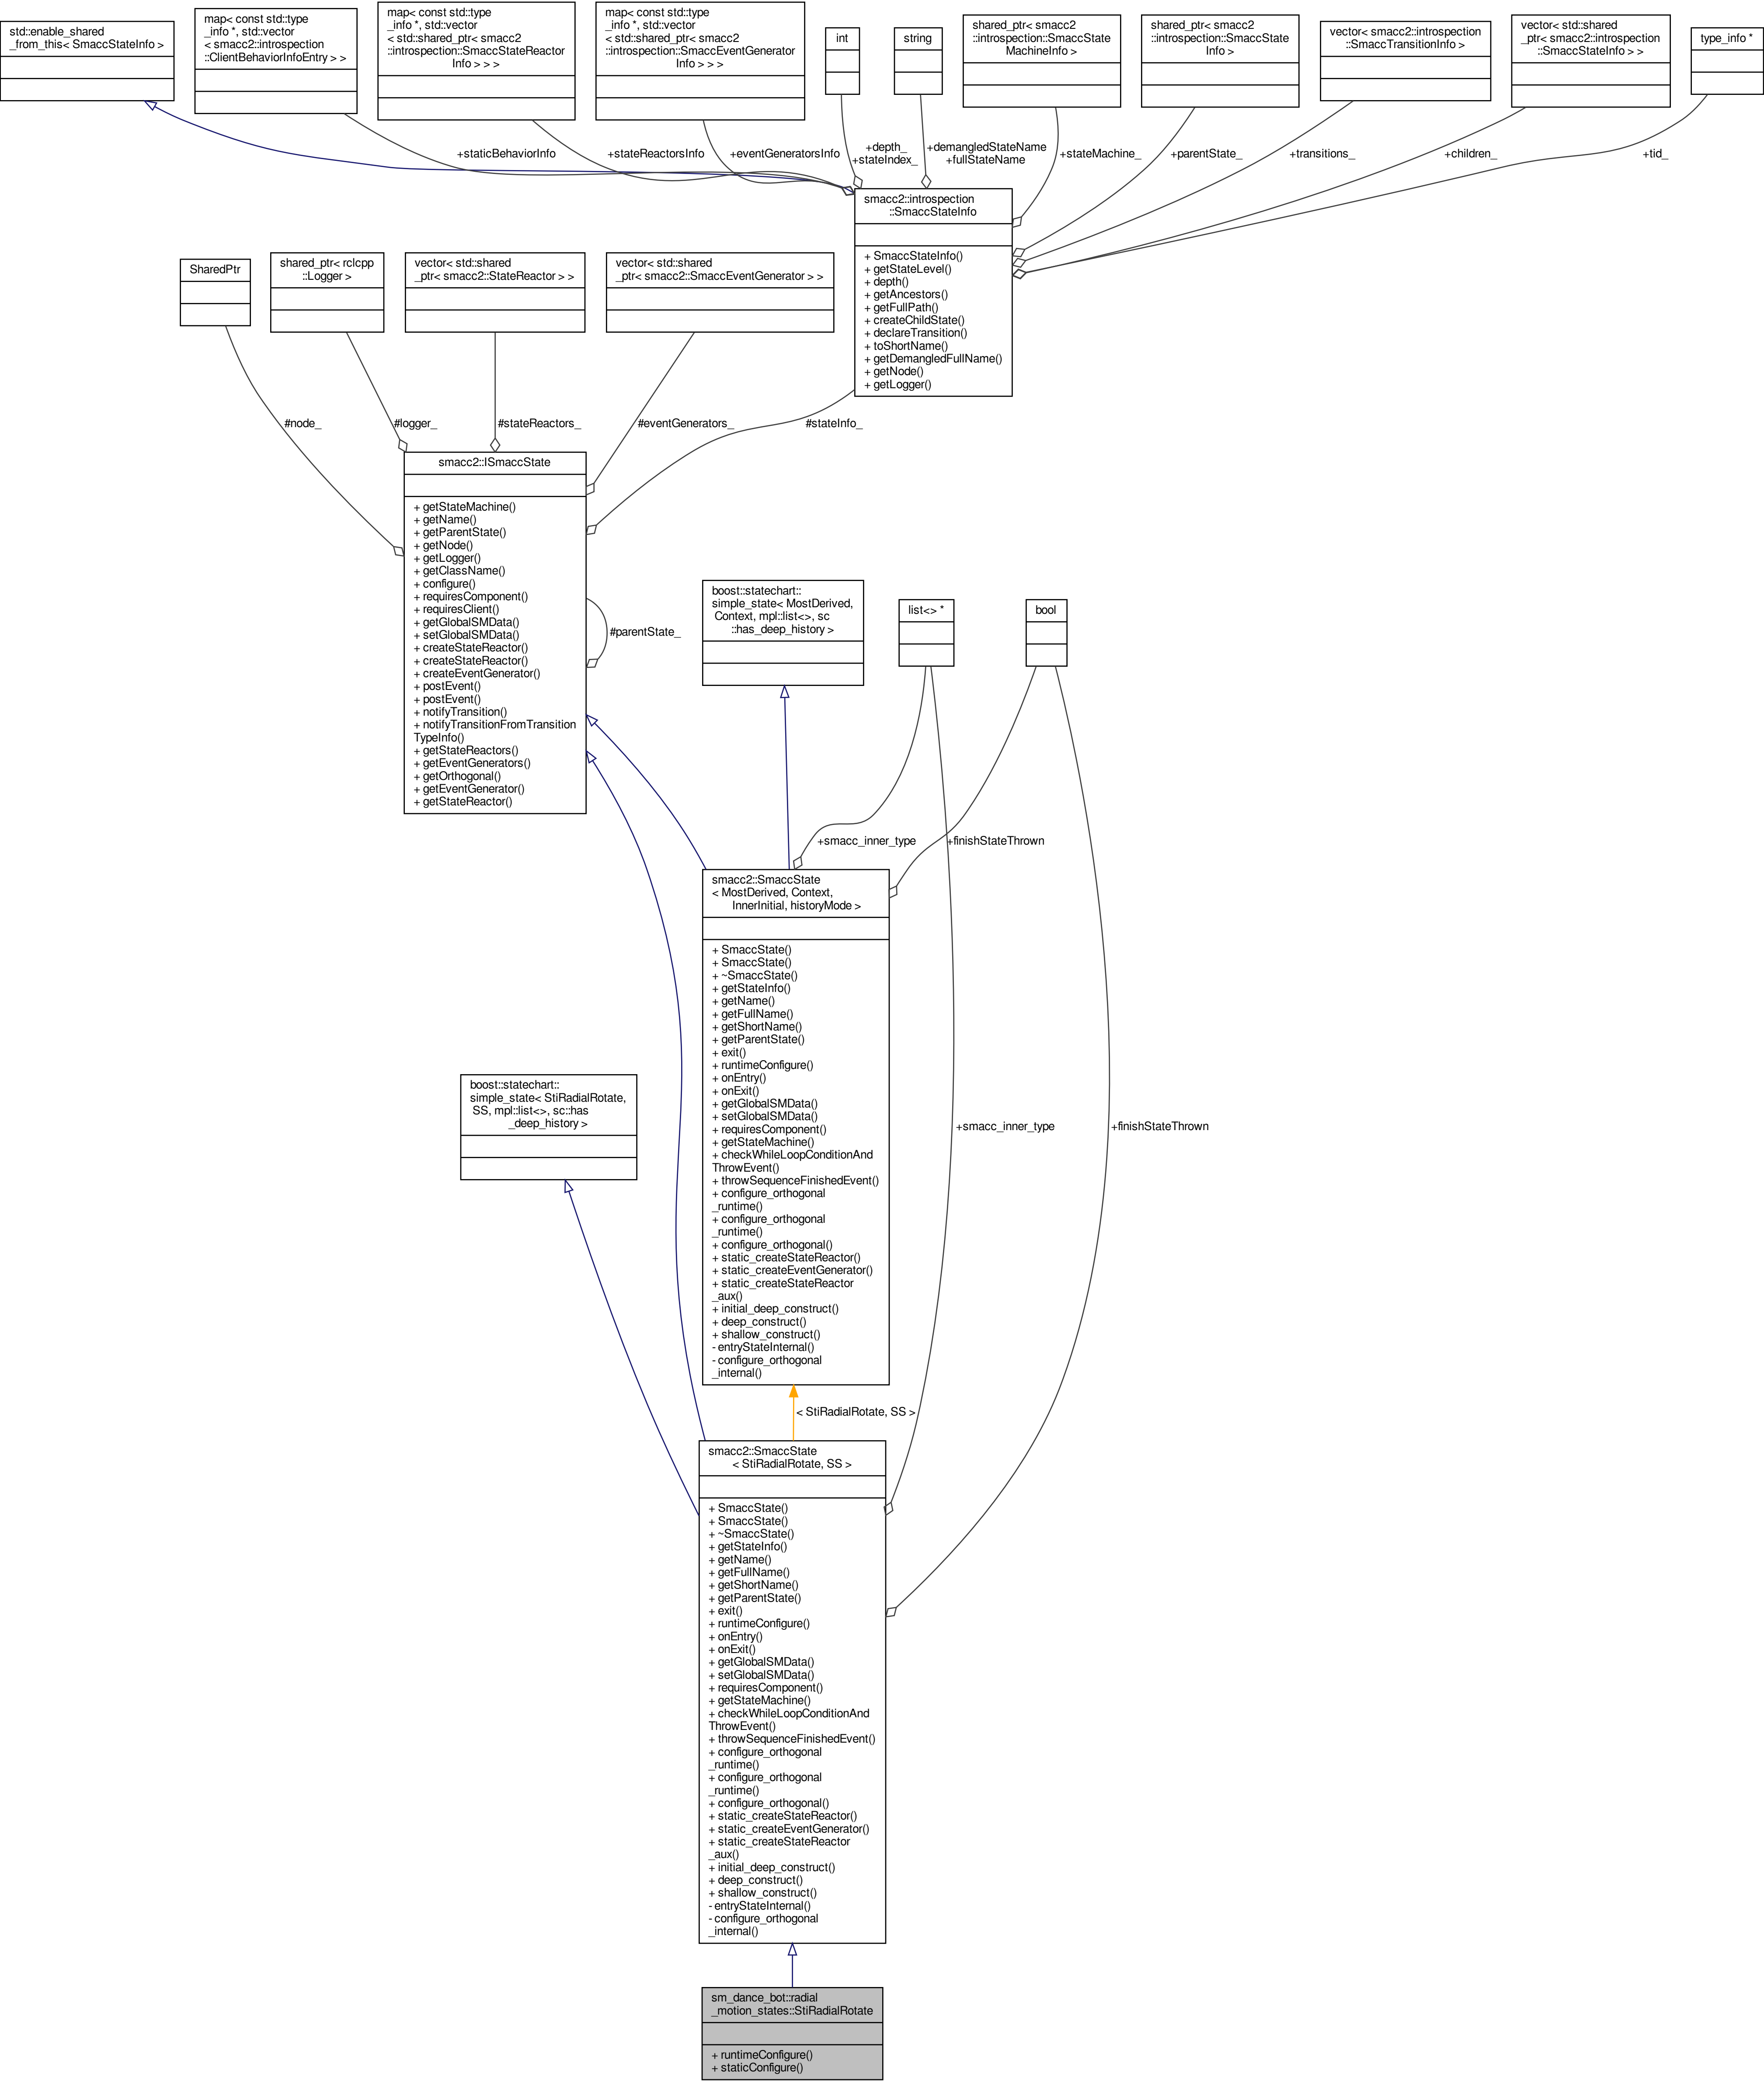 std::enable_shared
_from_this< SmaccStateInfo >
map< const std::type
_info *, std::vector
< smacc2::introspection
::ClientBehaviorInfoEntry > >
map< const std::type
_info *, std::vector
< std::shared_ptr< smacc2
::introspection::SmaccStateReactor
Info > > >
map< const std::type
_info *, std::vector
< std::shared_ptr< smacc2
::introspection::SmaccEventGenerator
Info > > >
int
string
shared_ptr< smacc2
::introspection::SmaccState
MachineInfo >
shared_ptr< smacc2
::introspection::SmaccState
Info >
vector< smacc2::introspection
::SmaccTransitionInfo >
vector< std::shared
_ptr< smacc2::introspection
::SmaccStateInfo > >
type_info *
+staticBehaviorInfo
+stateReactorsInfo
+eventGeneratorsInfo
+depth_
+stateIndex_
+demangledStateName
+fullStateName
+stateMachine_
+parentState_
+transitions_
+children_
+tid_
smacc2::introspection
::SmaccStateInfo
+ SmaccStateInfo()
+ getStateLevel()
+ depth()
+ getAncestors()
+ getFullPath()
+ createChildState()
+ declareTransition()
+ toShortName()
+ getDemangledFullName()
+ getNode()
+ getLogger()
SharedPtr
shared_ptr< rclcpp
::Logger >
vector< std::shared
_ptr< smacc2::StateReactor > >
vector< std::shared
_ptr< smacc2::SmaccEventGenerator > >
#node_
#logger_
#stateReactors_
#eventGenerators_
#stateInfo_
smacc2::ISmaccState
+ getStateMachine()
+ getName()
+ getParentState()
+ getNode()
+ getLogger()
+ getClassName()
+ configure()
+ requiresComponent()
+ requiresClient()
+ getGlobalSMData()
+ setGlobalSMData()
+ createStateReactor()
+ createStateReactor()
+ createEventGenerator()
+ postEvent()
+ postEvent()
+ notifyTransition()
+ notifyTransitionFromTransition
TypeInfo()
+ getStateReactors()
+ getEventGenerators()
+ getOrthogonal()
+ getEventGenerator()
+ getStateReactor()
#parentState_
boost::statechart::
simple_state< MostDerived,
Context, mpl::list<>, sc
::has_deep_history >
list<> *
bool
+smacc_inner_type
+finishStateThrown
smacc2::SmaccState
< MostDerived, Context,
InnerInitial, historyMode >
+ SmaccState()
+ SmaccState()
+ ~SmaccState()
+ getStateInfo()
+ getName()
+ getFullName()
+ getShortName()
+ getParentState()
+ exit()
+ runtimeConfigure()
+ onEntry()
+ onExit()
+ getGlobalSMData()
+ setGlobalSMData()
+ requiresComponent()
+ getStateMachine()
+ checkWhileLoopConditionAnd
ThrowEvent()
+ throwSequenceFinishedEvent()
+ configure_orthogonal
_runtime()
+ configure_orthogonal
_runtime()
+ configure_orthogonal()
+ static_createStateReactor()
+ static_createEventGenerator()
+ static_createStateReactor
_aux()
+ initial_deep_construct()
+ deep_construct()
+ shallow_construct()
- entryStateInternal()
- configure_orthogonal
_internal()
boost::statechart::
simple_state< StiRadialRotate,
SS, mpl::list<>, sc::has
_deep_history >
+smacc_inner_type
+finishStateThrown
< StiRadialRotate, SS >
smacc2::SmaccState
< StiRadialRotate, SS >
+ SmaccState()
+ SmaccState()
+ ~SmaccState()
+ getStateInfo()
+ getName()
+ getFullName()
+ getShortName()
+ getParentState()
+ exit()
+ runtimeConfigure()
+ onEntry()
+ onExit()
+ getGlobalSMData()
+ setGlobalSMData()
+ requiresComponent()
+ getStateMachine()
+ checkWhileLoopConditionAnd
ThrowEvent()
+ throwSequenceFinishedEvent()
+ configure_orthogonal
_runtime()
+ configure_orthogonal
_runtime()
+ configure_orthogonal()
+ static_createStateReactor()
+ static_createEventGenerator()
+ static_createStateReactor
_aux()
+ initial_deep_construct()
+ deep_construct()
+ shallow_construct()
- entryStateInternal()
- configure_orthogonal
_internal()
sm_dance_bot::radial
_motion_states::StiRadialRotate
+ runtimeConfigure()
+ staticConfigure()